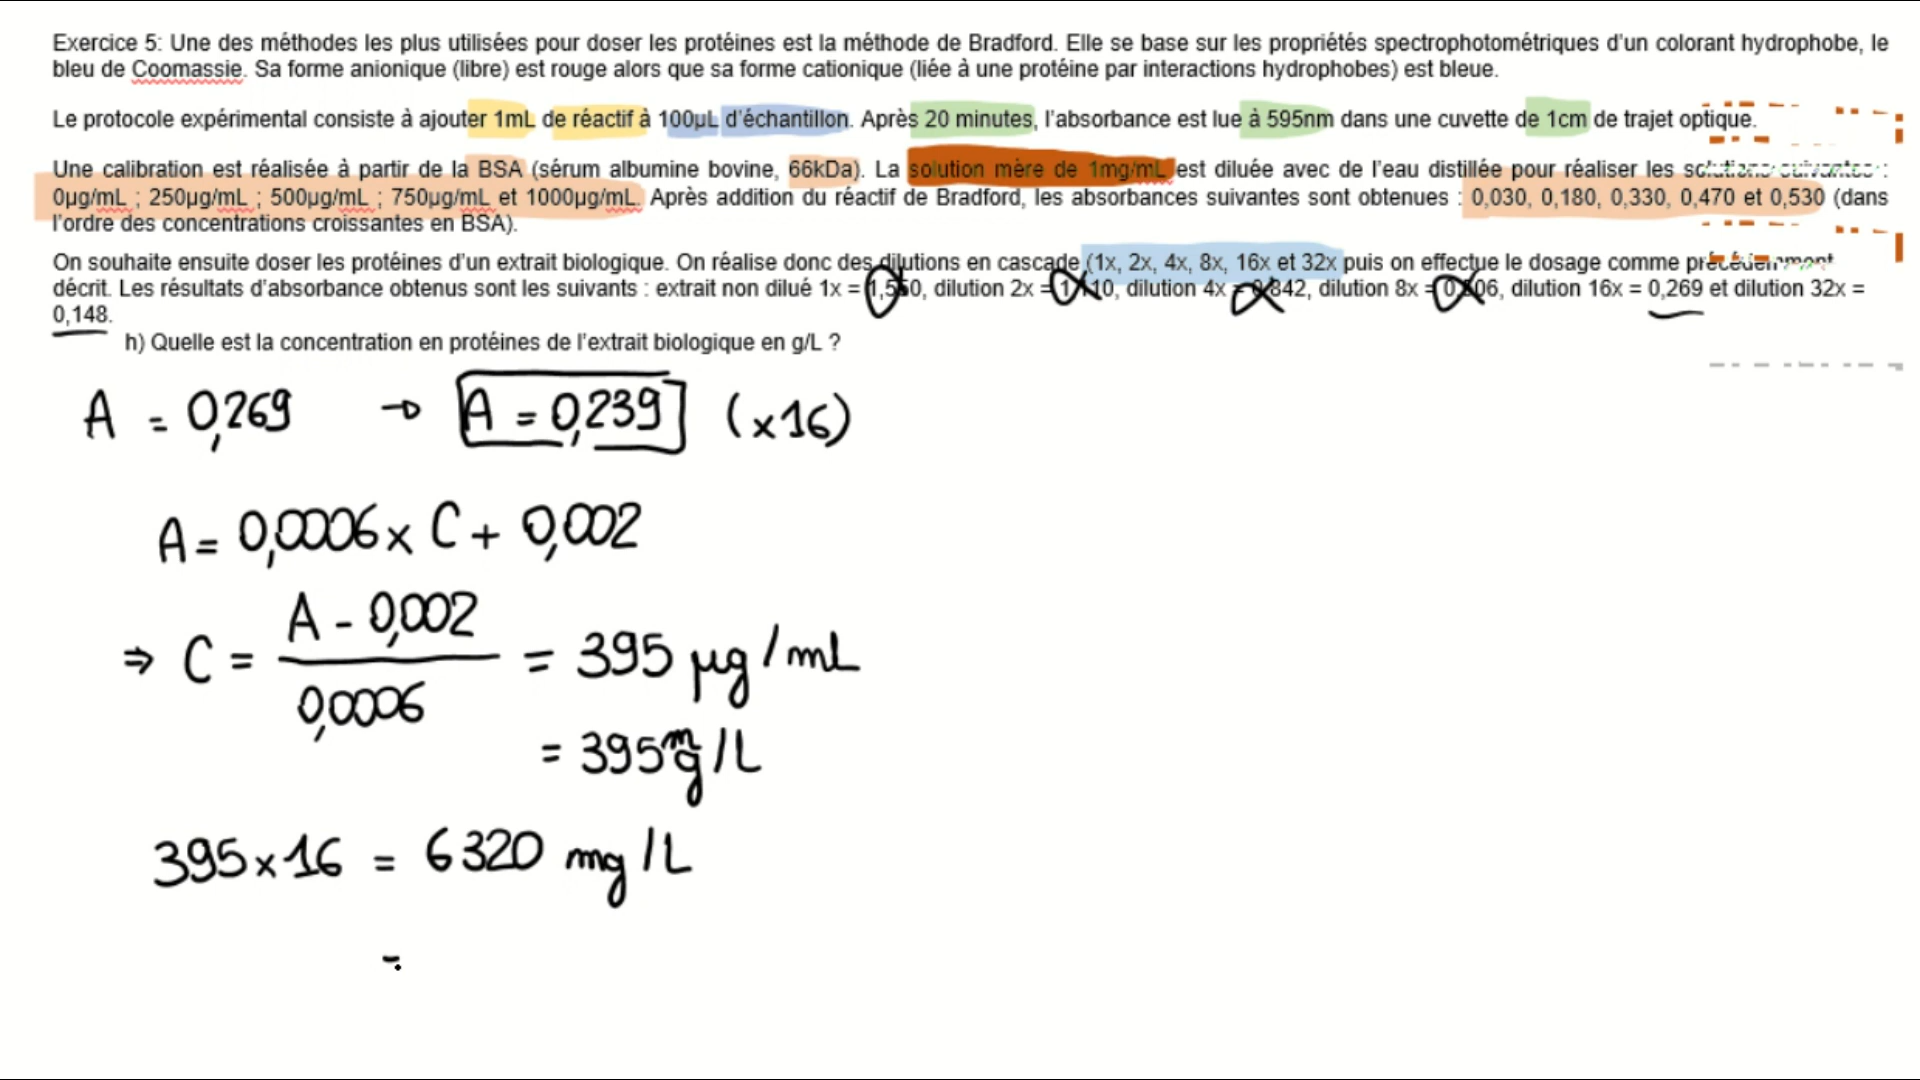 Exercice 5: Une des méthodes les plus utilisées pour doser les protéines est la méthode de Bradford. Elle se base sur les propriétés spectrophotométriques d'un colorant hydrophobe, le
bleu de Coomassie. Sa forme anionique (libre) est rouge alors que sa forme cationique (liée à une protéine par interactions hydrophobes) est bleue.
Le protocole expérimental consiste à ajouter 1mL de réactif à 100µL d'échantillon. Après 20 minutes, l'absorbance est lue à 595nm dans une cuvette de 1cm de trajet optique.
Une calibration est réalisée à partir de la BSA (sérum albumine bovine, 66kDa). La solution mère de 1mg/mL est diluée avec de l'eau distillée pour réaliser les solutions suivantes :
0µg/mL ; 250µg/mL ; 500µg/mL ; 750µg/mL et 1000µg/mL. Après addition du réactif de Bradford, les absorbances suivantes sont obtenues : 0,030, 0,180, 0,330, 0,470 et 0,530 (dans
l'ordre des concentrations croissantes en BSA).
On souhaite ensuite doser les protéines d'un extrait biologique. On réalise donc des dilutions en cascade (1x, 2x, 4x, 8x, 16x et 32x puis on effectue le dosage comme précédemment
décrit. Les résultats d'absorbance obtenus sont les suivants : extrait non dilué 1x = dilution 2x = dilution 4x = dilution 8x = dilution 16x = 0,269 et dilution 32x =
0,148.
h) Quelle est la concentration en protéines de l'extrait biologique en g/L ?
A = 0,269 → A = 0,239 (x16)
A = 0,0006 x C + 0,002
⇒ C = A - 0,002 / 0,0006 = 395 µg/mL
= 395 mg/L
395 x 16 = 6320 mg/L
=